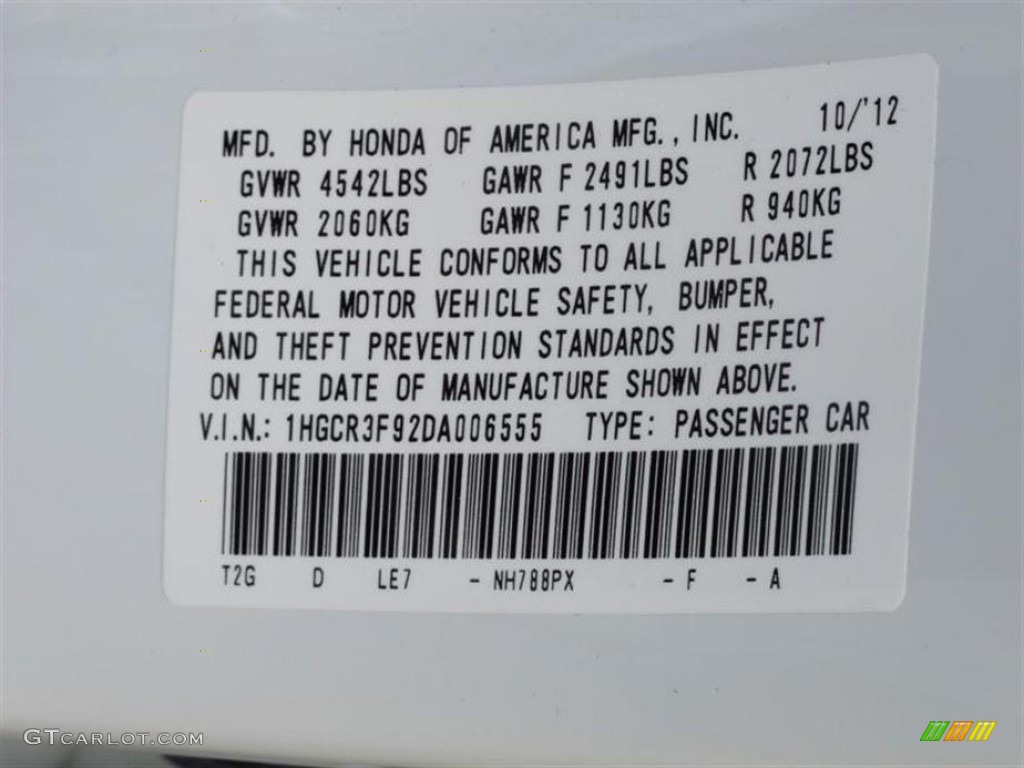 MFD. BY HONDA OF AMERICA MFG., INC. 10/'12
GVWR 4542LBS GAWR F 2491LBS R 2072LBS
GVWR 2060KG GAWR F 1130KG R 940KG
THIS VEHICLE CONFORMS TO ALL APPLICABLE
FEDERAL MOTOR VEHICLE SAFETY, BUMPER,
AND THEFT PREVENTION STANDARDS IN EFFECT
ON THE DATE OF MANUFACTURE SHOWN ABOVE.
V.I.N.: 1HGCR3F92DA006555 TYPE: PASSENGER CAR
T2G D LE7 - NH788PX - F - A
GTCARLOT.COM